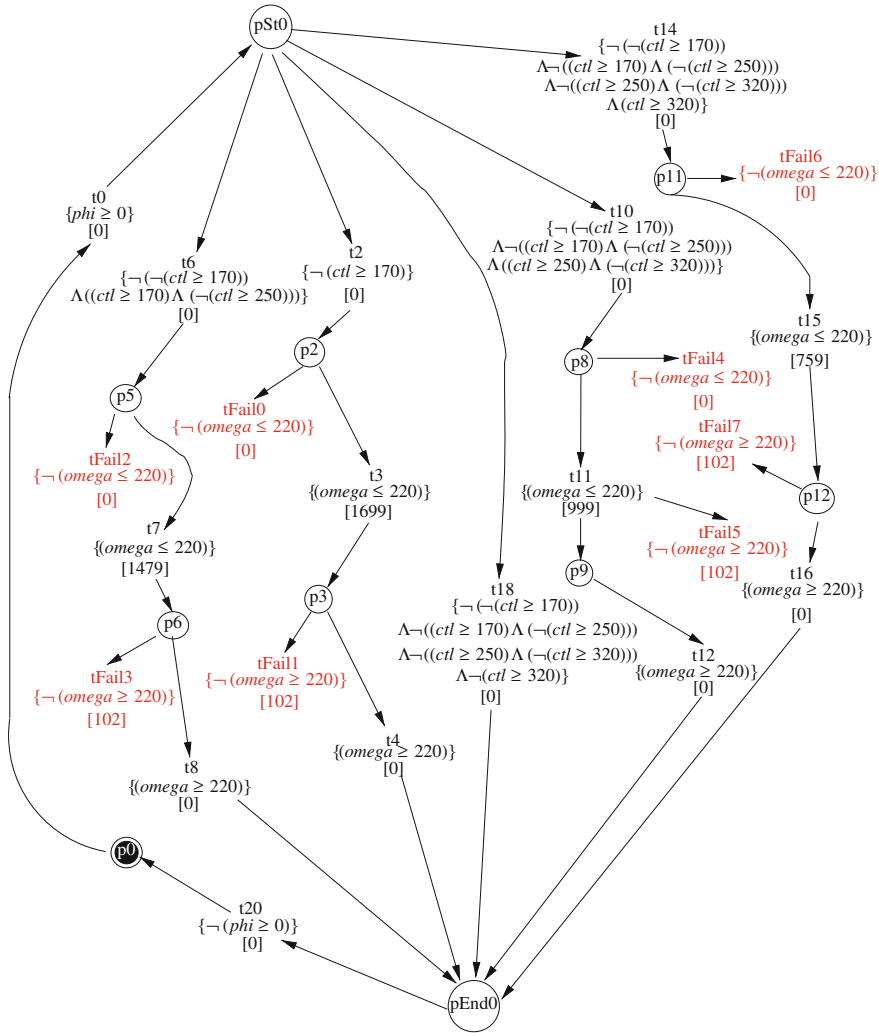 pSt0
t14
{¬ (¬(ctl ≥ 170))
Λ¬ ((ctl ≥ 170) Λ (¬(ctl ≥ 250)))
Λ¬ ((ctl ≥ 250) Λ (¬(ctl ≥ 320)))
Λ (ctl ≥ 320)}
[0]
p11
tFail6
{¬(omega ≤ 220)}
[0]
t0
{phi ≥ 0}
[0]
t6
{¬ (¬(ctl ≥ 170))
Λ((ctl ≥ 170) Λ (¬(ctl ≥ 250)))}
[0]
t2
{¬ (ctl ≥ 170)}
[0]
t10
{¬ (¬(ctl ≥ 170))
Λ¬ ((ctl ≥ 170) Λ (¬(ctl ≥ 250)))
Λ ((ctl ≥ 250) Λ (¬(ctl ≥ 320)))}
[0]
t15
{(omega ≤ 220)}
[759]
p2
p8
tFail4
{¬ (omega ≤ 220)}
[0]
p5
tFail0
{¬ (omega ≤ 220)}
[0]
tFail7
{¬ (omega ≥ 220)}
[102]
tFail2
{¬ (omega ≤ 220)}
[0]
t3
{(omega ≤ 220)}
[1699]
t11
{(omega ≤ 220)}
[999]
p12
t7
{(omega ≤ 220)}
[1479]
tFail5
{¬ (omega ≥ 220)}
[102]
p9
t16
{(omega ≥ 220)}
[0]
p3
t18
{¬ (¬(ctl ≥ 170))
Λ¬((ctl ≥ 170) Λ (¬(ctl ≥ 250)))
Λ¬((ctl ≥ 250) Λ (¬(ctl ≥ 320)))
Λ¬(ctl ≥ 320)}
[0]
p6
tFail3
{¬ (omega ≥ 220)}
[102]
tFail1
{¬ (omega ≥ 220)}
[102]
t12
{(omega ≥ 220)}
[0]
t4
{(omega ≥ 220)}
[0]
t8
{(omega ≥ 220)}
[0]
p0
t20
{¬ (phi ≥ 0)}
[0]
pEnd0